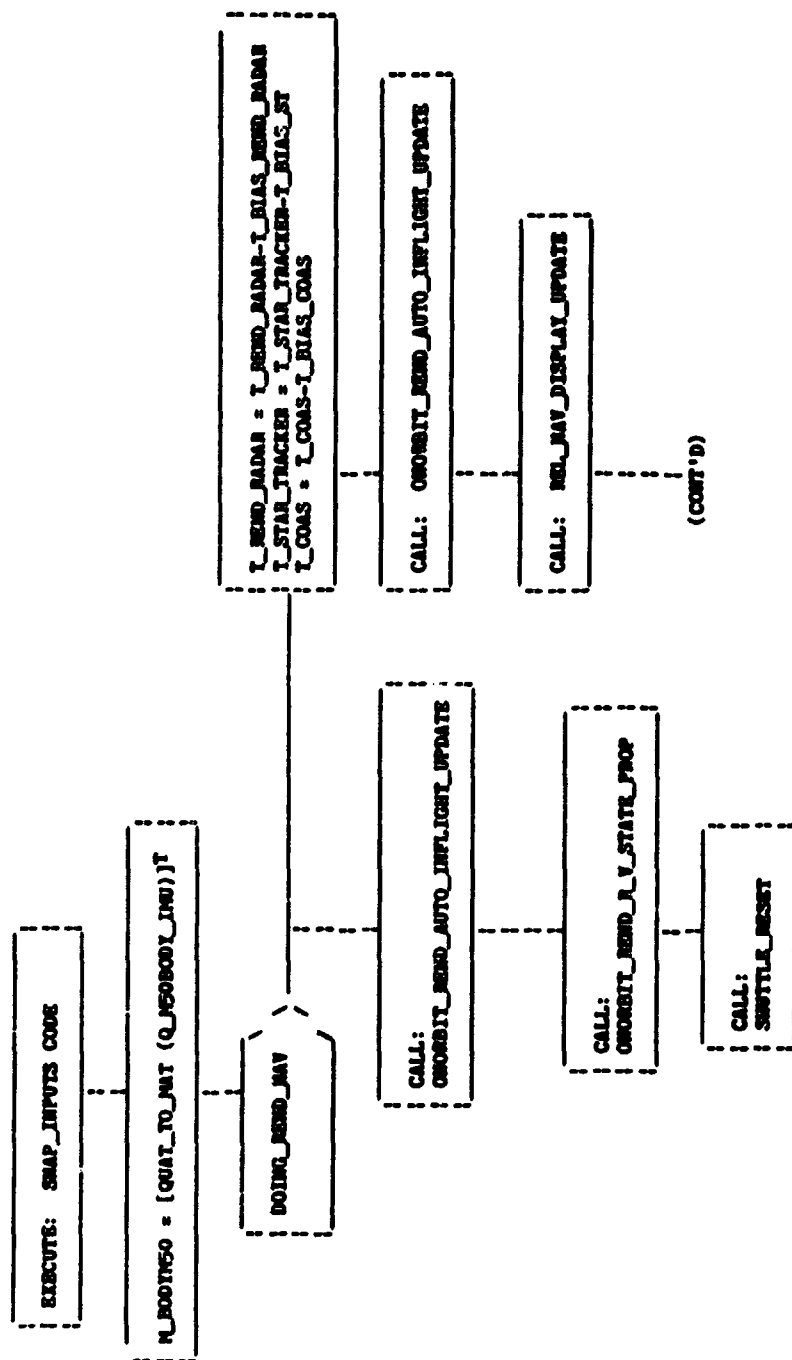 EXECUTE: SNAP_INPUTS CODE
M_BODYM50 = [QUAT_TO_MAT (Q_M50BODY_IMU)]T
DOING_REND_NAV
T_REND_RADAR = T_REND_RADAR-T_BIAS_REND_RADAR
T_STAR_TRACKER = T_STAR_TRACKER-T_BIAS_ST
T_COAS = T_COAS-T_BIAS_COAS
CALL: ONORBIT_REND_AUTO_INFLIGHT_UPDATE
CALL: REL_NAV_DISPLAY_UPDATE
(CONT'D)
CALL:
ONORBIT_REND_AUTO_INFLIGHT_UPDATE
CALL:
ONORBIT_REND_R_V_STATE_PROP
CALL:
SHUTTLE_RESET